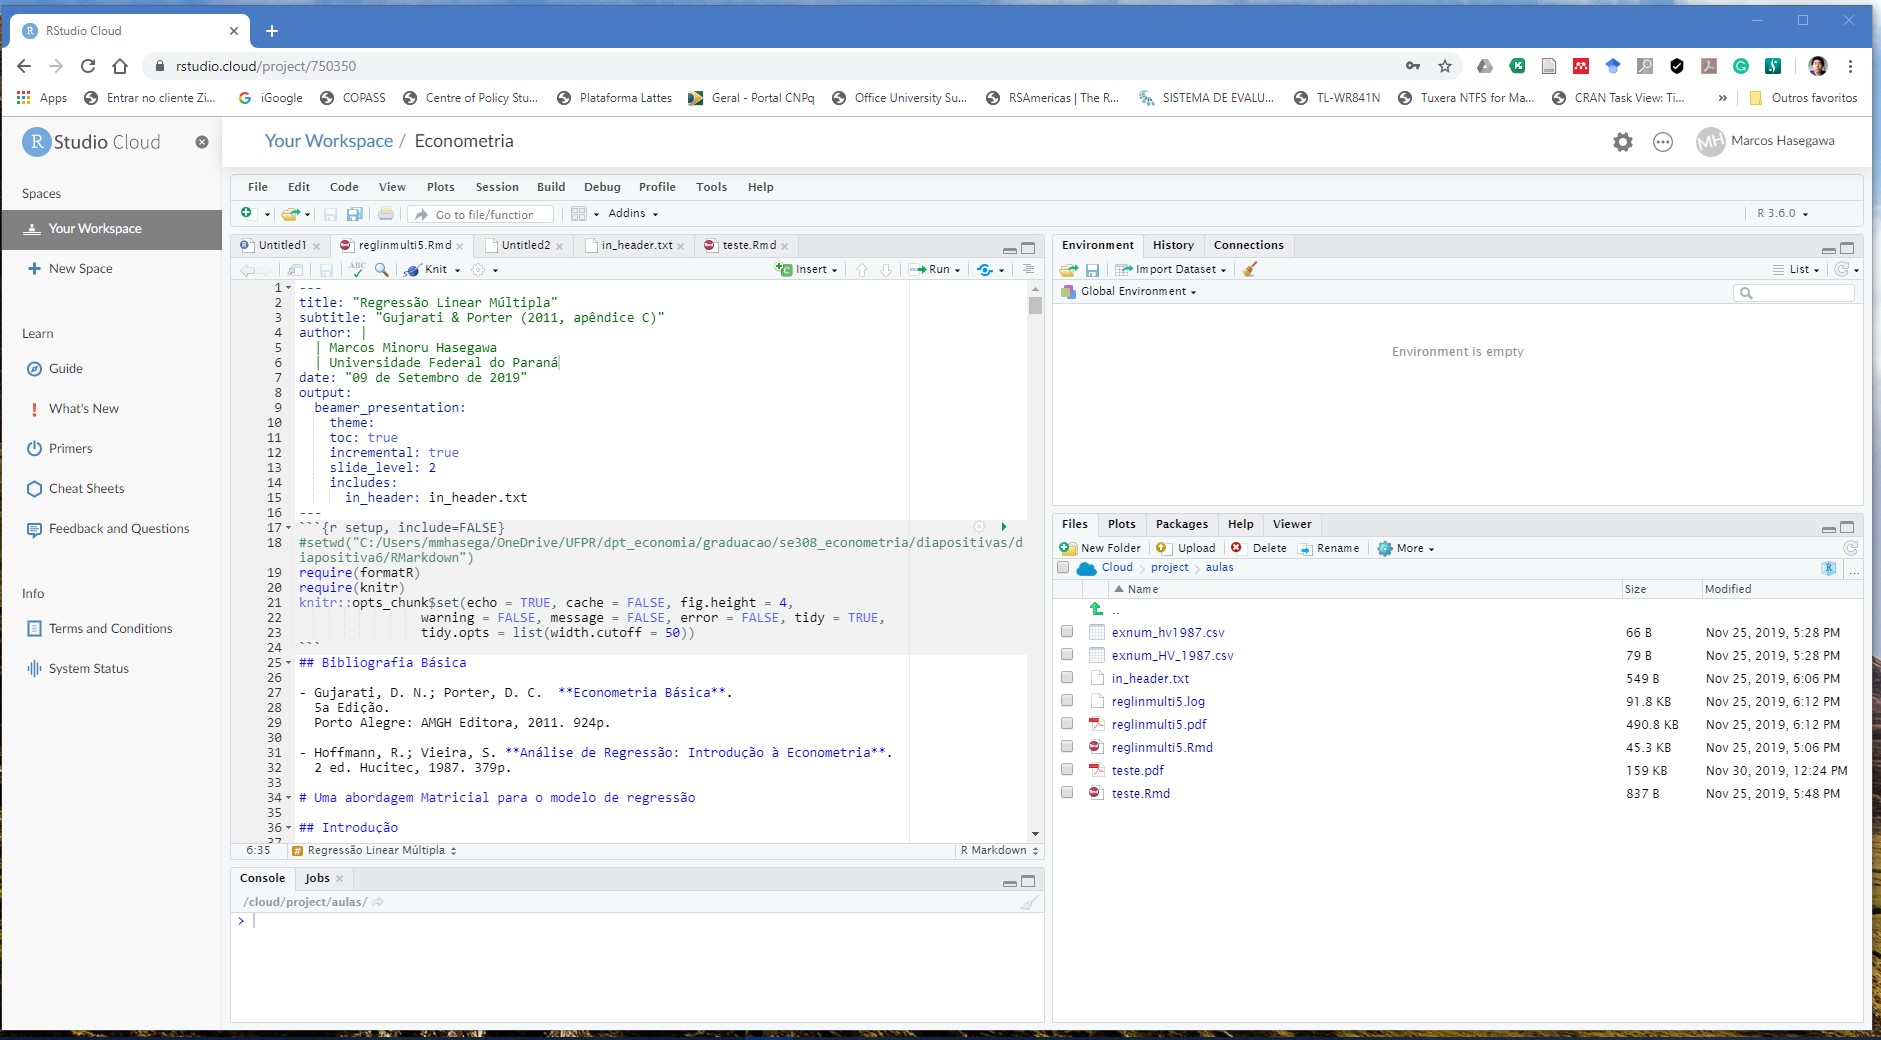 RStudio Cloud
rstudio.cloud/project/750350
Apps Entrar no cliente Zi... iGoogle COPASS Centre of Policy Stu... Plataforma Lattes Geral - Portal CNPq Office University Su... RSAmericas | The R... SISTEMA DE EVALU... TL-WR841N Tuxera NTFS for Ma... CRAN Task View: Ti... » Outros favoritos
R Studio Cloud
Your Workspace / Econometria
MH Marcos Hasegawa
Spaces
Your Workspace
New Space
Learn
Guide
What's New
Primers
Cheat Sheets
Feedback and Questions
Info
Terms and Conditions
System Status
File Edit Code View Plots Session Build Debug Profile Tools Help
Go to file/function Addins R 3.6.0
Untitled1 reglinmulti5.Rmd Untitled2 in_header.txt teste.Rmd
ABC Knit Insert Run
1 ---
2 title: "Regressão Linear Múltipla"
3 subtitle: "Gujarati & Porter (2011, apêndice C)"
4 author: |
5 | Marcos Minoru Hasegawa
6 | Universidade Federal do Paraná
7 date: "09 de Setembro de 2019"
8 output:
9 beamer_presentation:
10 theme:
11 toc: true
12 incremental: true
13 slide_level: 2
14 includes:
15 in_header: in_header.txt
16 ---
17 ```{r setup, include=FALSE}
18 #setwd("C:/Users/mmhasega/OneDrive/UFPR/dpt_economia/graduacao/se308_econometria/diapositivas/d
iapositiva6/RMarkdown")
19 require(formatR)
20 require(knitr)
21 knitr::opts_chunk$set(echo = TRUE, cache = FALSE, fig.height = 4,
22 warning = FALSE, message = FALSE, error = FALSE, tidy = TRUE,
23 tidy.opts = list(width.cutoff = 50))
24 ```
25 ## Bibliografia Básica
26
27 - Gujarati, D. N.; Porter, D. C. **Econometria Básica**.
28 5a Edição.
29 Porto Alegre: AMGH Editora, 2011. 924p.
30
31 - Hoffmann, R.; Vieira, S. **Análise de Regressão: Introdução à Econometria**.
32 2 ed. Hucitec, 1987. 379p.
33
34 # Uma abordagem Matricial para o modelo de regressão
35
36 ## Introdução
37
6:35 # Regressão Linear Múltipla R Markdown
Console Jobs
/cloud/project/aulas/
>
Environment History Connections
Import Dataset List
Global Environment
Environment is empty
Files Plots Packages Help Viewer
New Folder Upload Delete Rename More
Cloud project aulas R ...
Name Size Modified
..
exnum_hv1987.csv 66 B Nov 25, 2019, 5:28 PM
exnum_HV_1987.csv 79 B Nov 25, 2019, 5:28 PM
in_header.txt 549 B Nov 25, 2019, 6:06 PM
reglinmulti5.log 91.8 KB Nov 25, 2019, 6:12 PM
reglinmulti5.pdf 490.8 KB Nov 25, 2019, 6:12 PM
reglinmulti5.Rmd 45.3 KB Nov 25, 2019, 5:06 PM
teste.pdf 159 KB Nov 30, 2019, 12:24 PM
teste.Rmd 837 B Nov 25, 2019, 5:48 PM